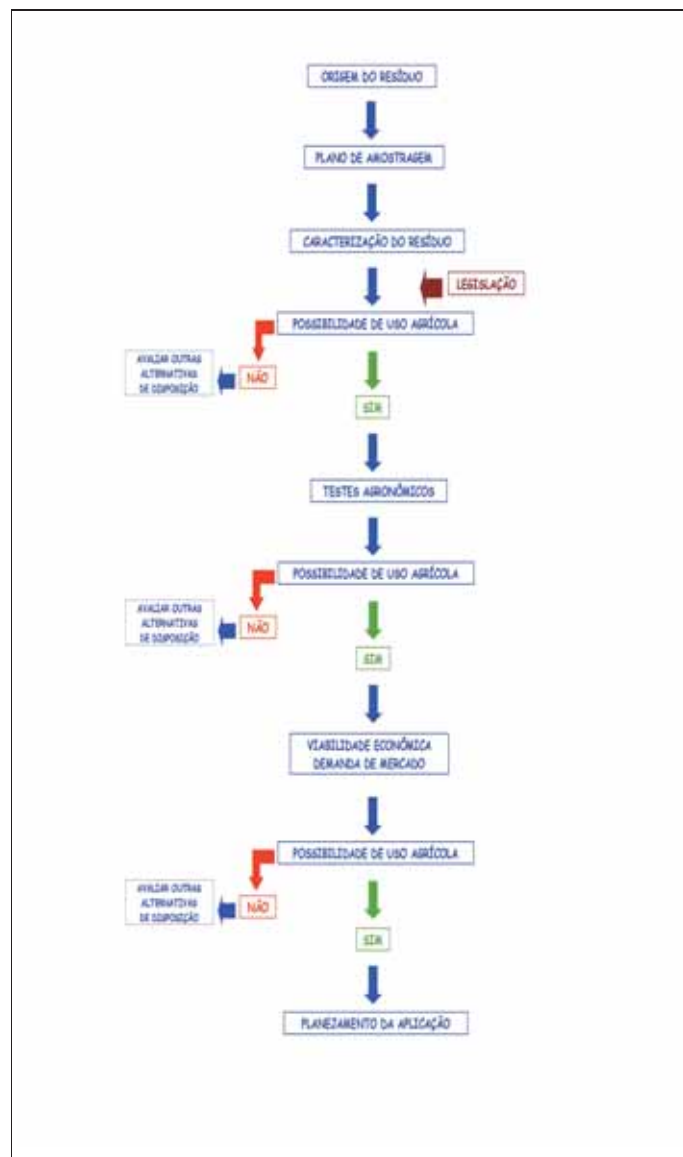 ORIGEM DO RESÍDUO
PLANO DE AMOSTRAGEM
CARACTERIZAÇÃO DO RESÍDUO
LEGISLAÇÃO
POSSIBILIDADE DE USO AGRÍCOLA
AVALIAR OUTRAS
ALTERNATIVAS
DE DISPOSIÇÃO
NÃO
SIM
TESTES AGRONÔMICOS
POSSIBILIDADE DE USO AGRÍCOLA
AVALIAR OUTRAS
ALTERNATIVAS
DE DISPOSIÇÃO
NÃO
SIM
VIABILIDADE ECONÔMICA
DEMANDA DE MERCADO
POSSIBILIDADE DE USO AGRÍCOLA
AVALIAR OUTRAS
ALTERNATIVAS
DE DISPOSIÇÃO
NÃO
SIM
PLANEJAMENTO DA APLICAÇÃO